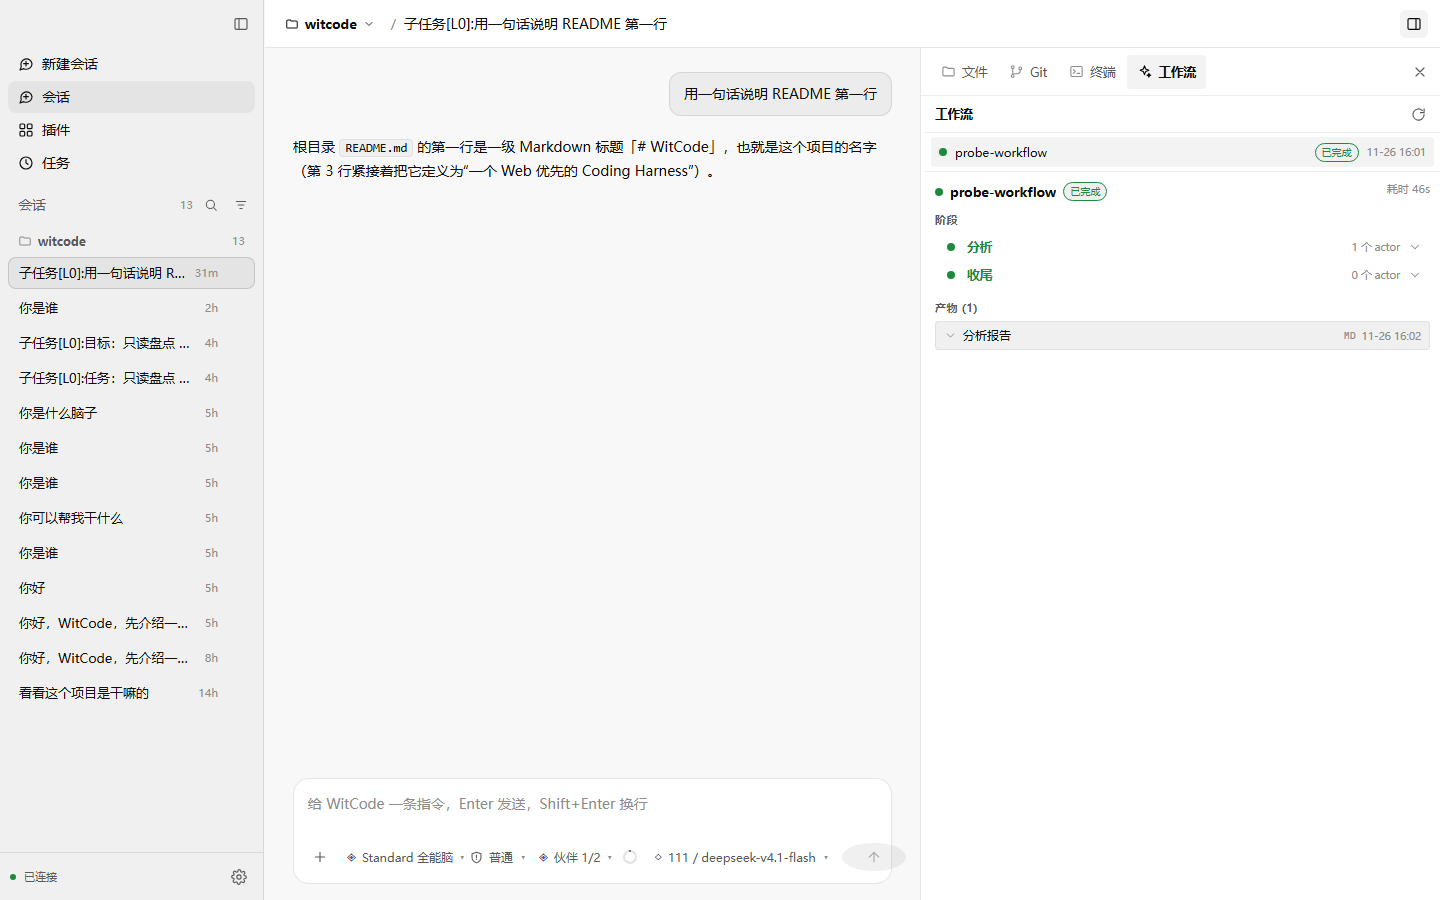 新建会话
会话
插件
任务
会话 13
witcode 13
子任务[L0]:用一句话说明 R... 31m
你是谁 2h
子任务[L0]:目标：只读盘点 ... 4h
子任务[L0]:任务：只读盘点 ... 4h
你是什么脑子 5h
你是谁 5h
你是谁 5h
你可以帮我干什么 5h
你是谁 5h
你好 5h
你好，WitCode，先介绍一... 5h
你好，WitCode，先介绍一... 8h
看看这个项目是干嘛的 14h
已连接
witcode / 子任务[L0]:用一句话说明 README 第一行
用一句话说明 README 第一行
根目录 README.md 的第一行是一级 Markdown 标题「# WitCode」，也就是这个项目的名字
（第 3 行紧接着把它定义为“一个 Web 优先的 Coding Harness”）。
给 WitCode 一条指令，Enter 发送，Shift+Enter 换行
Standard 全能脑 普通 伙伴 1/2 111 / deepseek-v4.1-flash
文件 Git 终端 工作流
工作流
probe-workflow 已完成 11-26 16:01
probe-workflow 已完成 耗时 46s
阶段
分析 1 个 actor
收尾 0 个 actor
产物 (1)
分析报告 MD 11-26 16:02